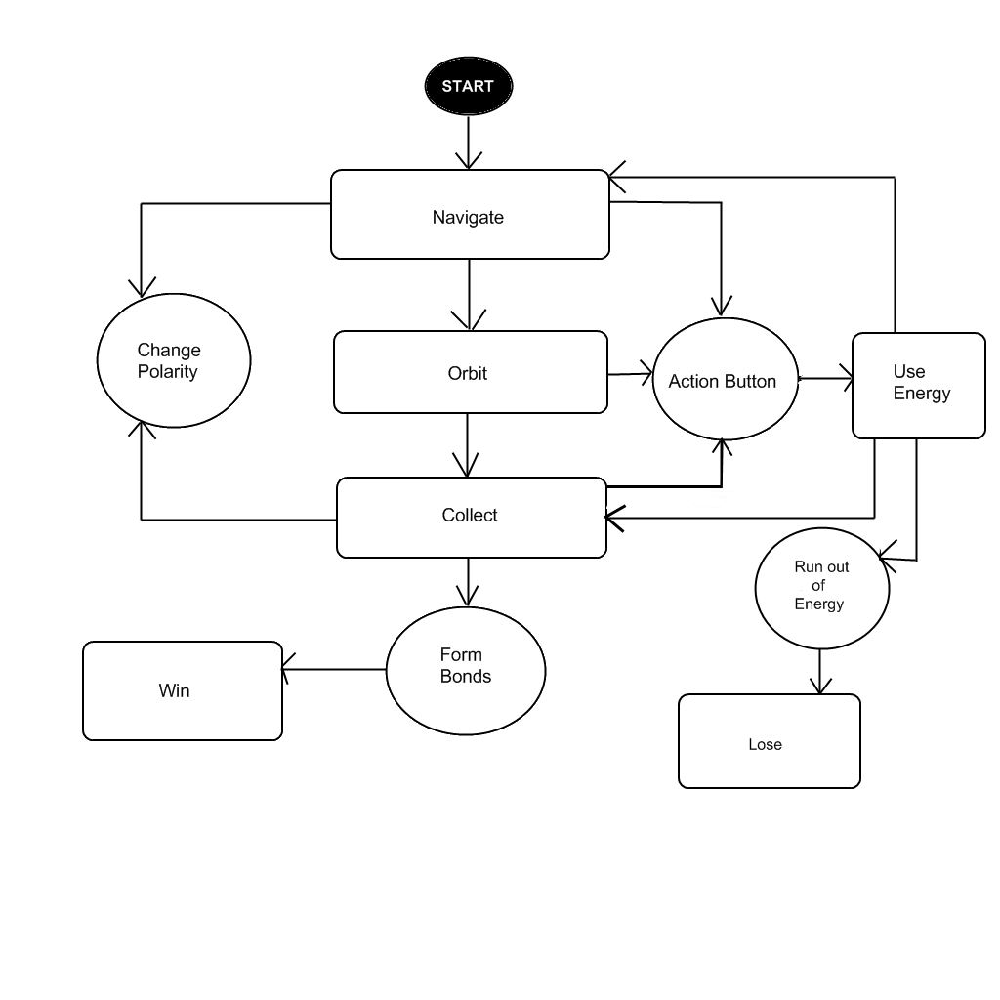 START
Navigate
Change
Polarity
Orbit
Action Button
Use
Energy
Collect
Run out
of
Energy
Form
Bonds
Win
Lose